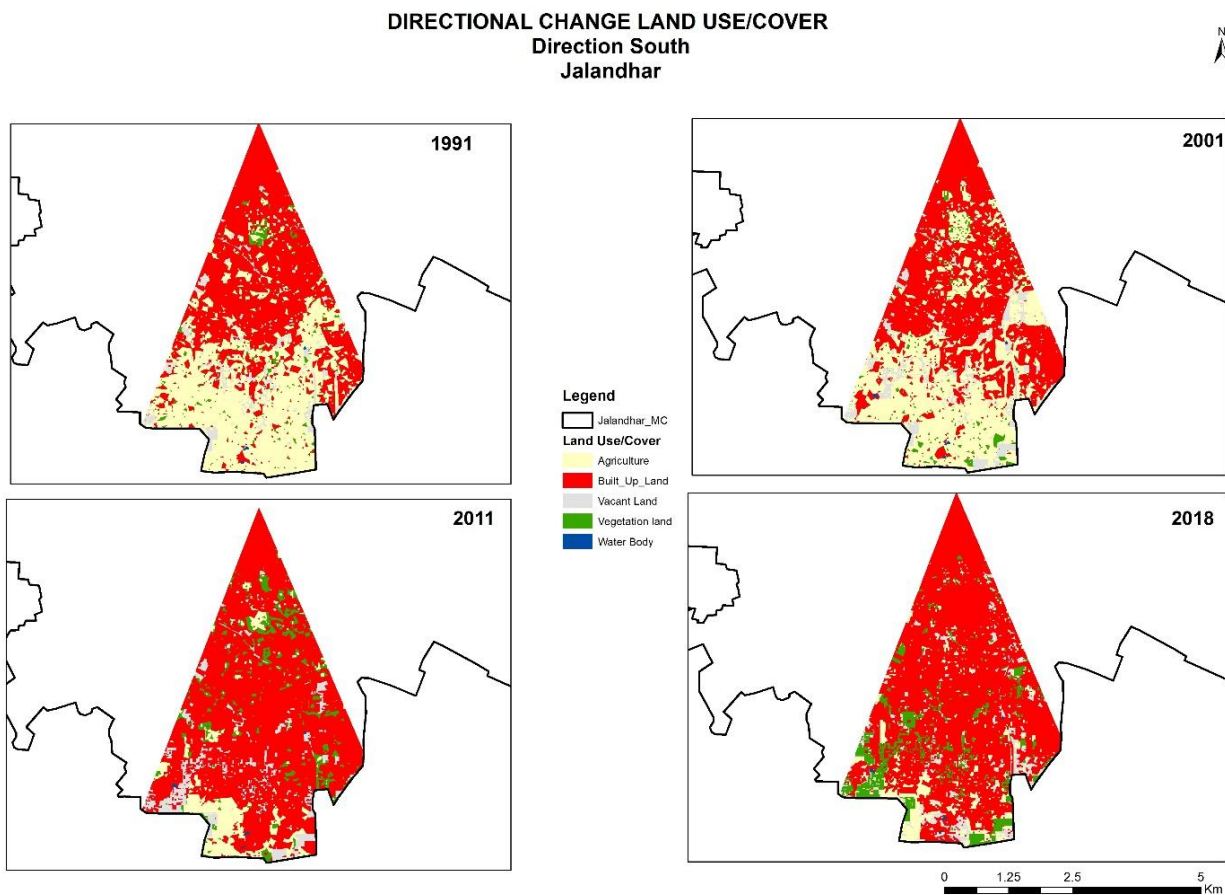 DIRECTIONAL CHANGE LAND USE/COVER
Direction South
Jalandhar
N
1991
2001
Legend
Jalandhar_MC
Land Use/Cover
Agriculture
Built_Up_Land
Vacant Land
Vegetation land
Water Body
2011
2018
0 1.25 2.5 5
Km